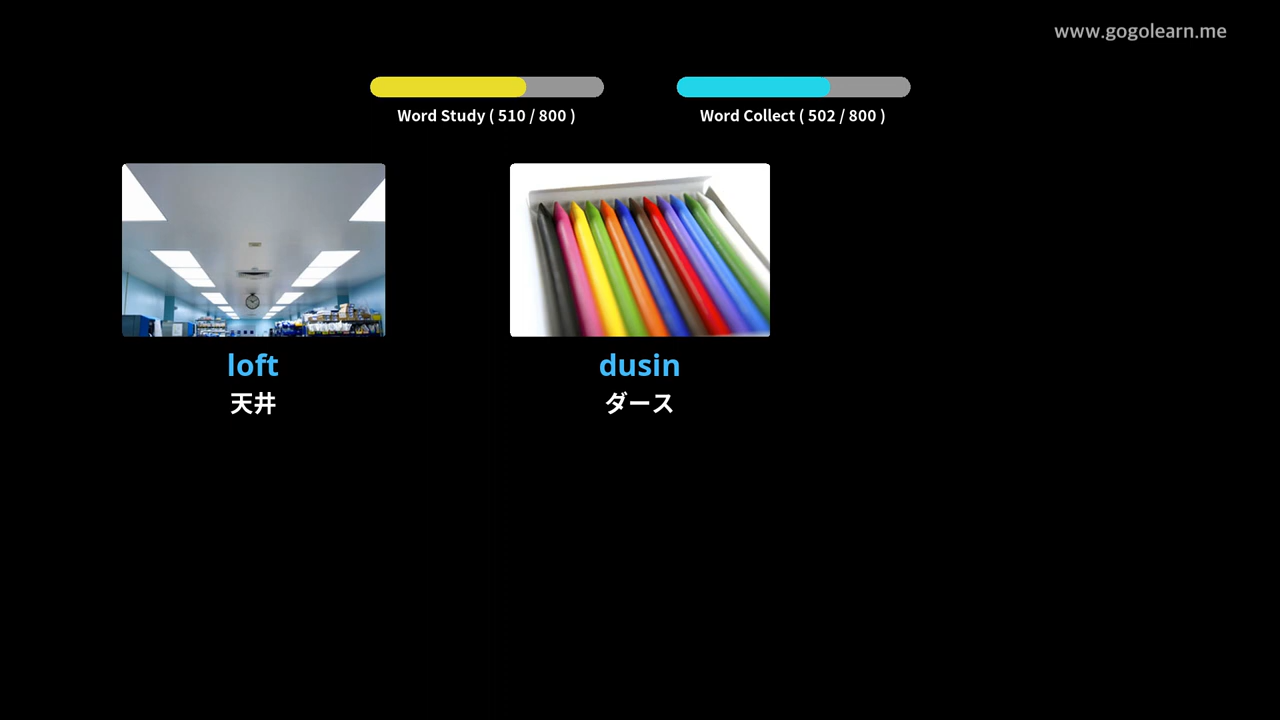 www.gogolearn.me
Word Study ( 510 / 800 )
Word Collect ( 502 / 800 )
loft
天井
dusin
ダース